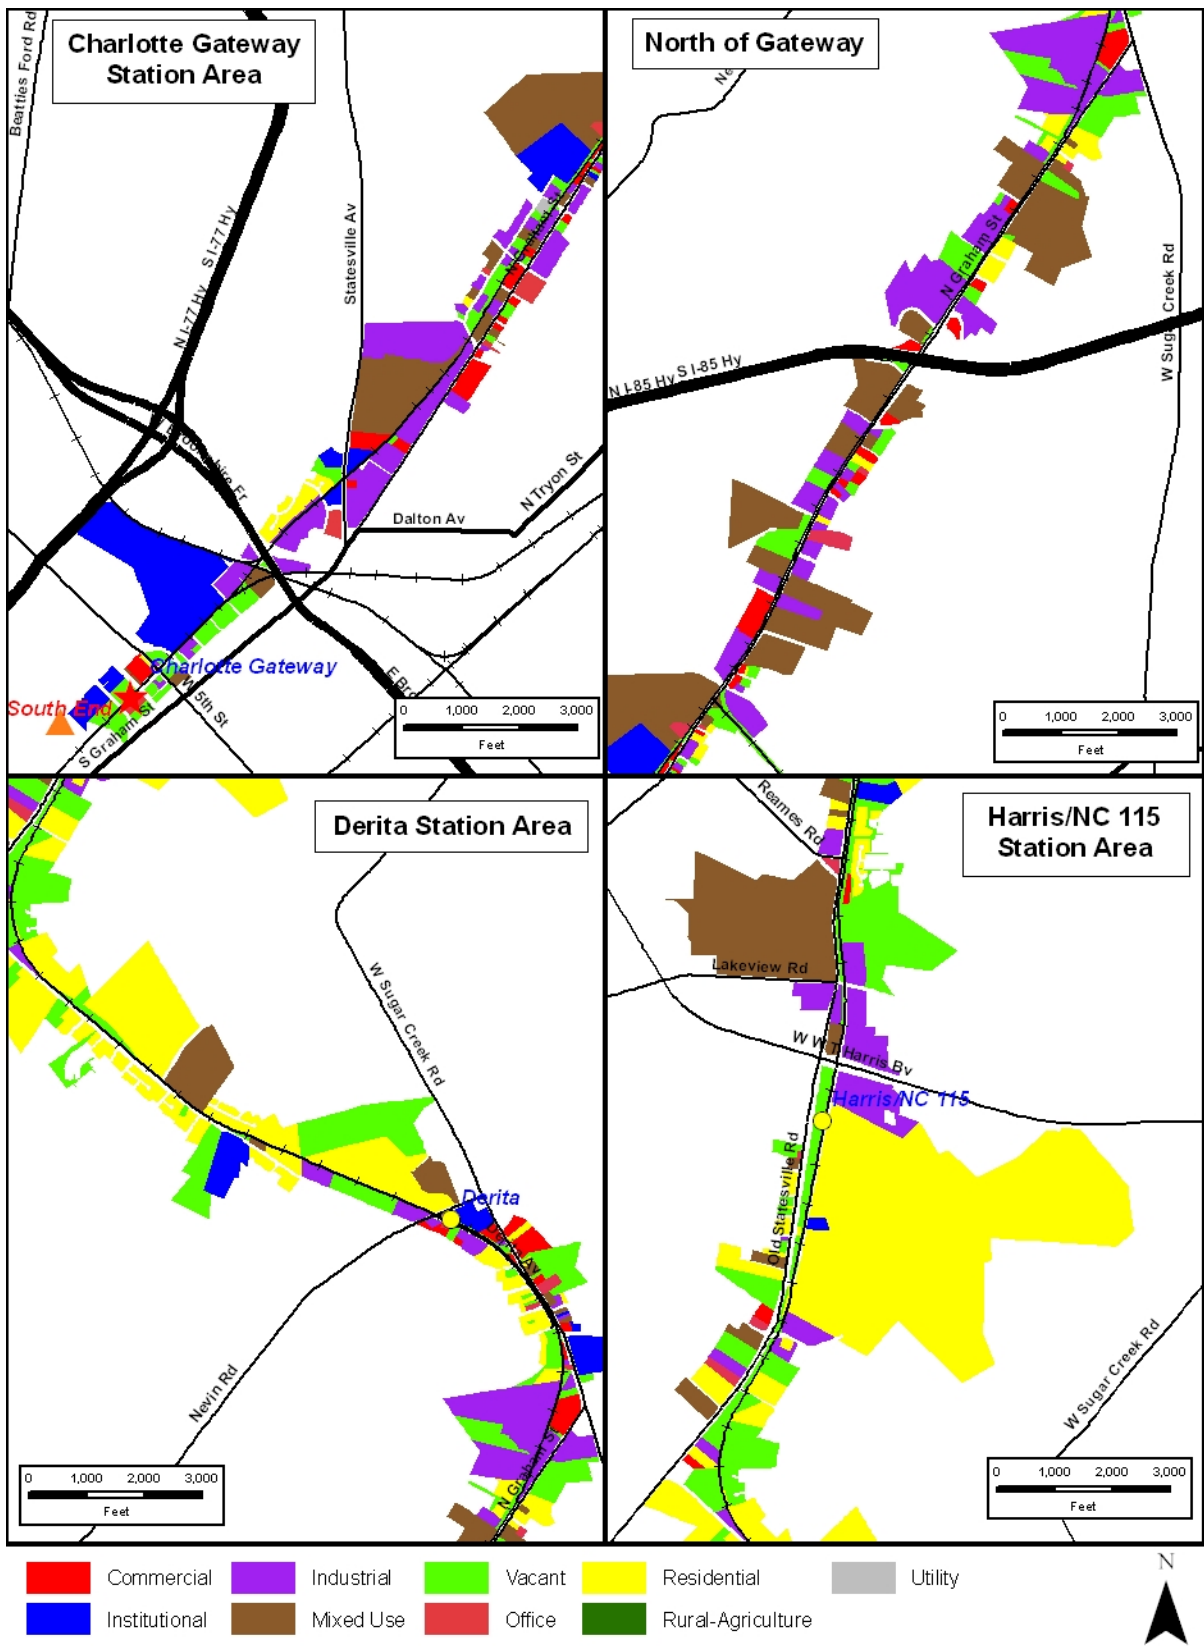 Charlotte Gateway
Station Area
Beatties Ford Rd
S I-77 Hy
N I-77 Hy
Statesville Av
N Graham St
Dalton Av
N Tryon St
Charlotte Gateway
South End
W 5th St
S Graham St
0 1,000 2,000 3,000
Feet
North of Gateway
N Graham St
W Sugar Creek Rd
N I-85 Hy S I-85 Hy
0 1,000 2,000 3,000
Feet
Derita Station Area
W Sugar Creek Rd
Derita
Nevin Rd
N Graham St
0 1,000 2,000 3,000
Feet
Harris/NC 115
Station Area
Reames Rd
Lakeview Rd
W W T Harris Bv
Harris/NC 115
Old Statesville Rd
W Sugar Creek Rd
0 1,000 2,000 3,000
Feet
Commercial Industrial Vacant Residential Utility
Institutional Mixed Use Office Rural-Agriculture
N